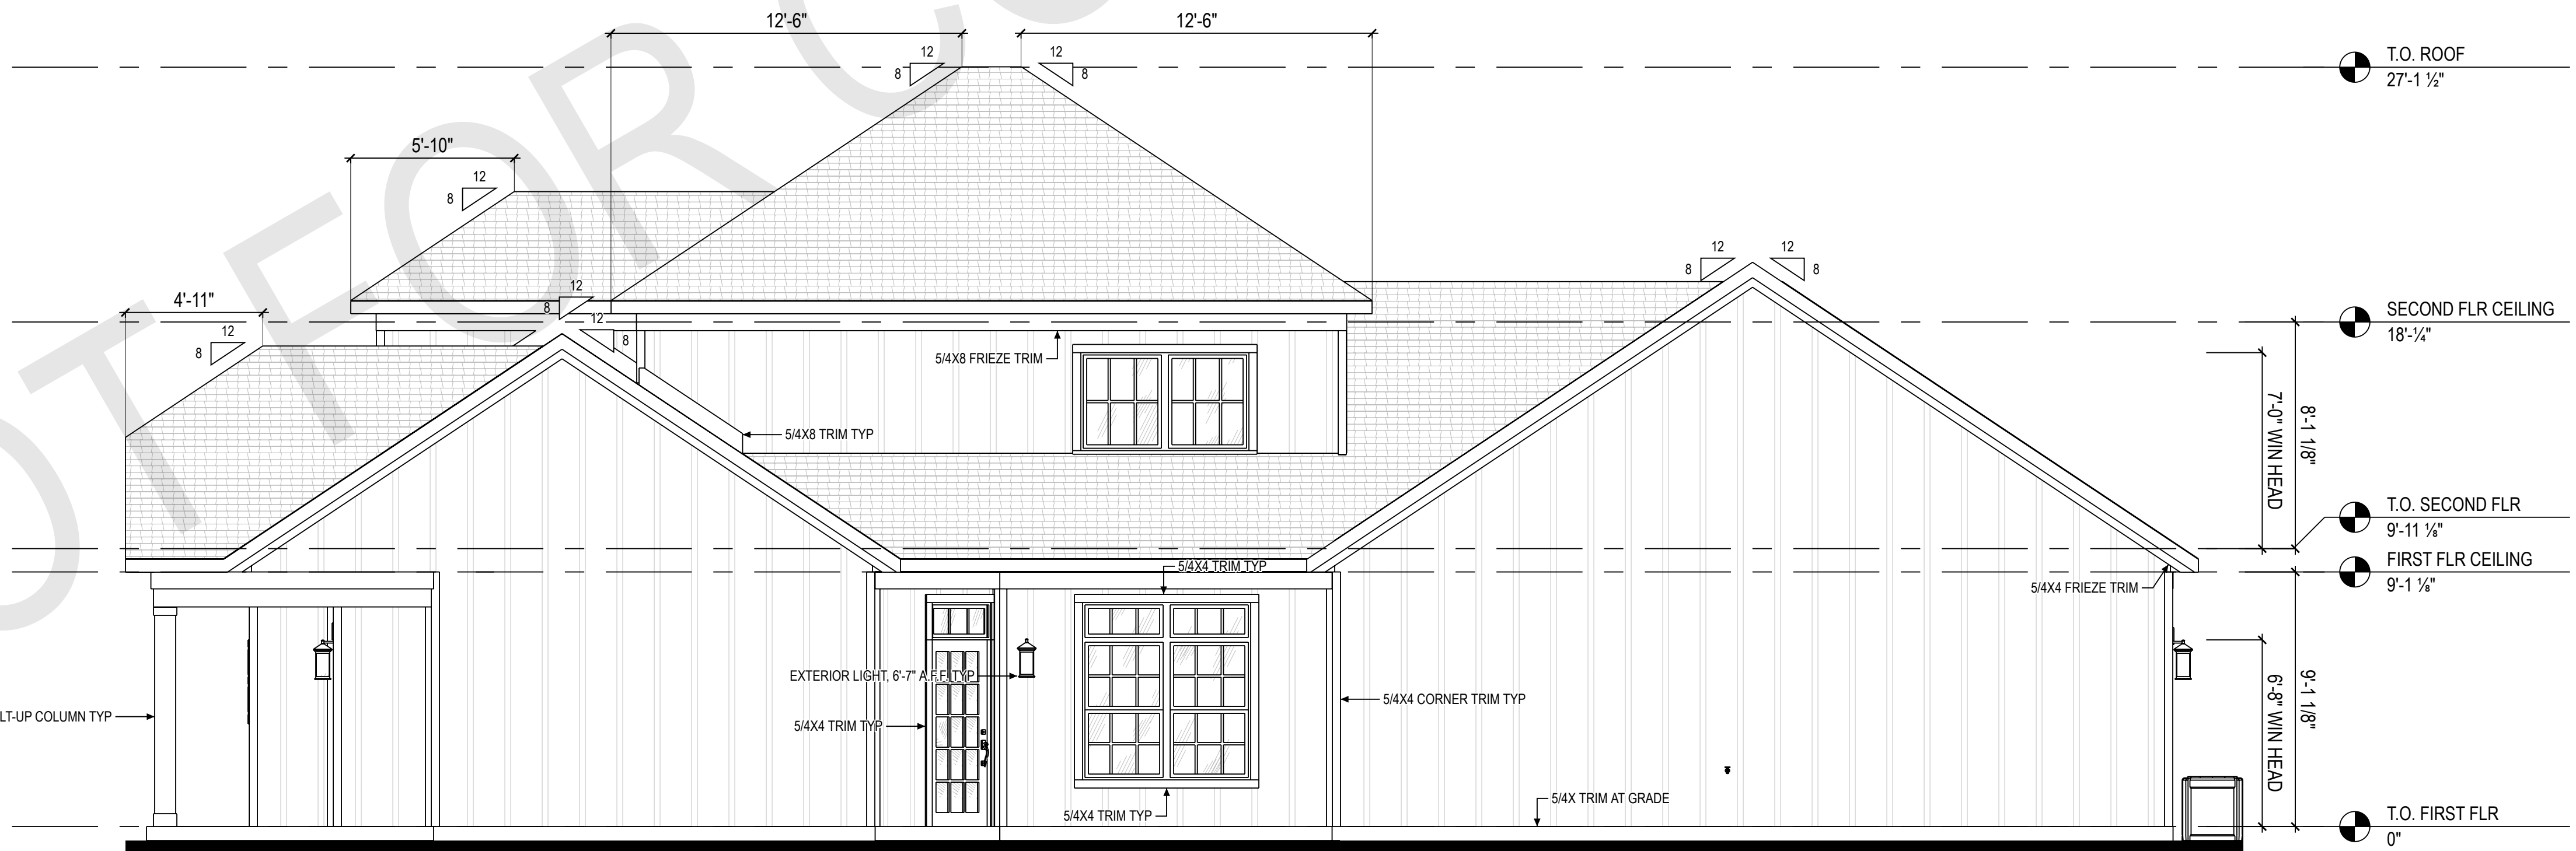 12'-6"
12'-6"
12
8
12
8
T.O. ROOF
27'-1 ½"
5'-10"
12
8
12
8
12
8
4'-11"
12
8
12
8
12
8
SECOND FLR CEILING
18'-¼"
5/4X8 FRIEZE TRIM
7'-0" WIN HEAD
8'-1 1/8"
5/4X8 TRIM TYP
T.O. SECOND FLR
9'-11 ⅛"
FIRST FLR CEILING
9'-1 ⅛"
5/4X4 TRIM TYP
5/4X4 FRIEZE TRIM
EXTERIOR LIGHT, 6'-7" A.F.F. TYP
6'-8" WIN HEAD
9'-1 1/8"
5/4X4 CORNER TRIM TYP
LT-UP COLUMN TYP
5/4X4 TRIM TYP
5/4X TRIM AT GRADE
5/4X4 TRIM TYP
T.O. FIRST FLR
0"
OT FOR CO